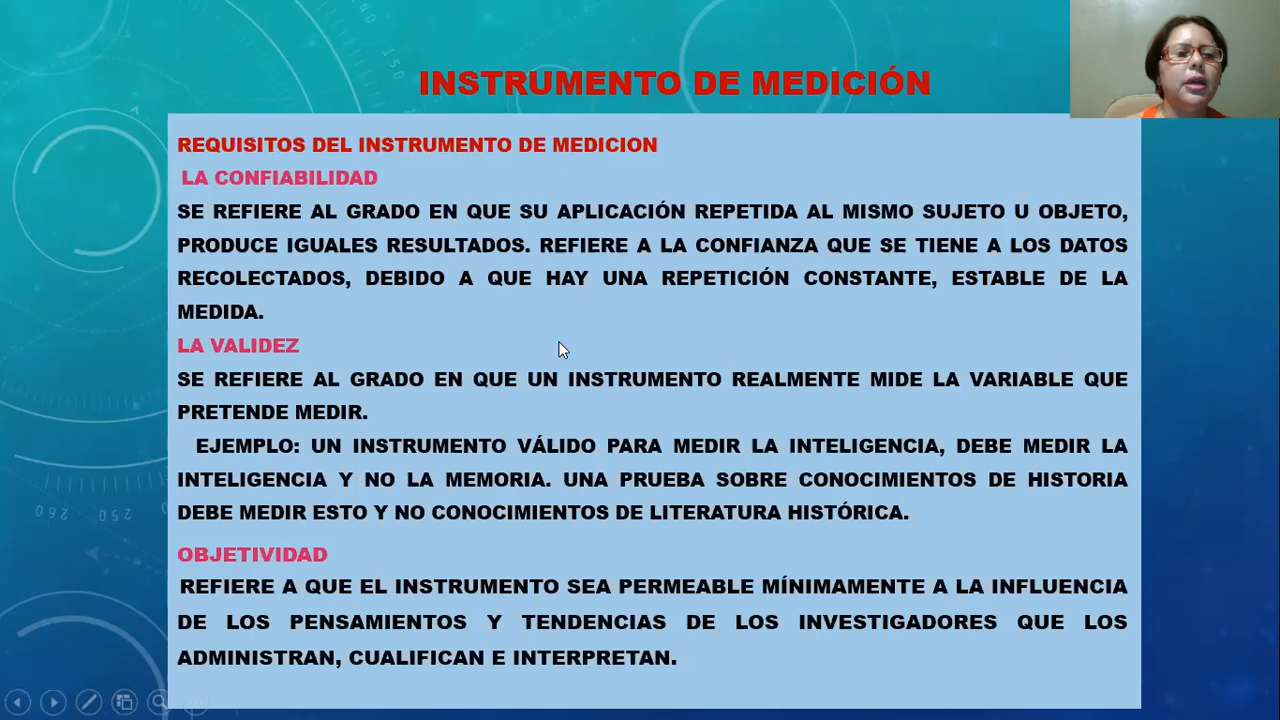 INSTRUMENTO DE MEDICIÓN
REQUISITOS DEL INSTRUMENTO DE MEDICION
LA CONFIABILIDAD
SE REFIERE AL GRADO EN QUE SU APLICACIÓN REPETIDA AL MISMO SUJETO U OBJETO,
PRODUCE IGUALES RESULTADOS. REFIERE A LA CONFIANZA QUE SE TIENE A LOS DATOS
RECOLECTADOS, DEBIDO A QUE HAY UNA REPETICIÓN CONSTANTE, ESTABLE DE LA
MEDIDA.
LA VALIDEZ
SE REFIERE AL GRADO EN QUE UN INSTRUMENTO REALMENTE MIDE LA VARIABLE QUE
PRETENDE MEDIR.
EJEMPLO: UN INSTRUMENTO VÁLIDO PARA MEDIR LA INTELIGENCIA, DEBE MEDIR LA
INTELIGENCIA Y NO LA MEMORIA. UNA PRUEBA SOBRE CONOCIMIENTOS DE HISTORIA
DEBE MEDIR ESTO Y NO CONOCIMIENTOS DE LITERATURA HISTÓRICA.
OBJETIVIDAD
REFIERE A QUE EL INSTRUMENTO SEA PERMEABLE MÍNIMAMENTE A LA INFLUENCIA
DE LOS PENSAMIENTOS Y TENDENCIAS DE LOS INVESTIGADORES QUE LOS
ADMINISTRAN, CUALIFICAN E INTERPRETAN.
150
260
250